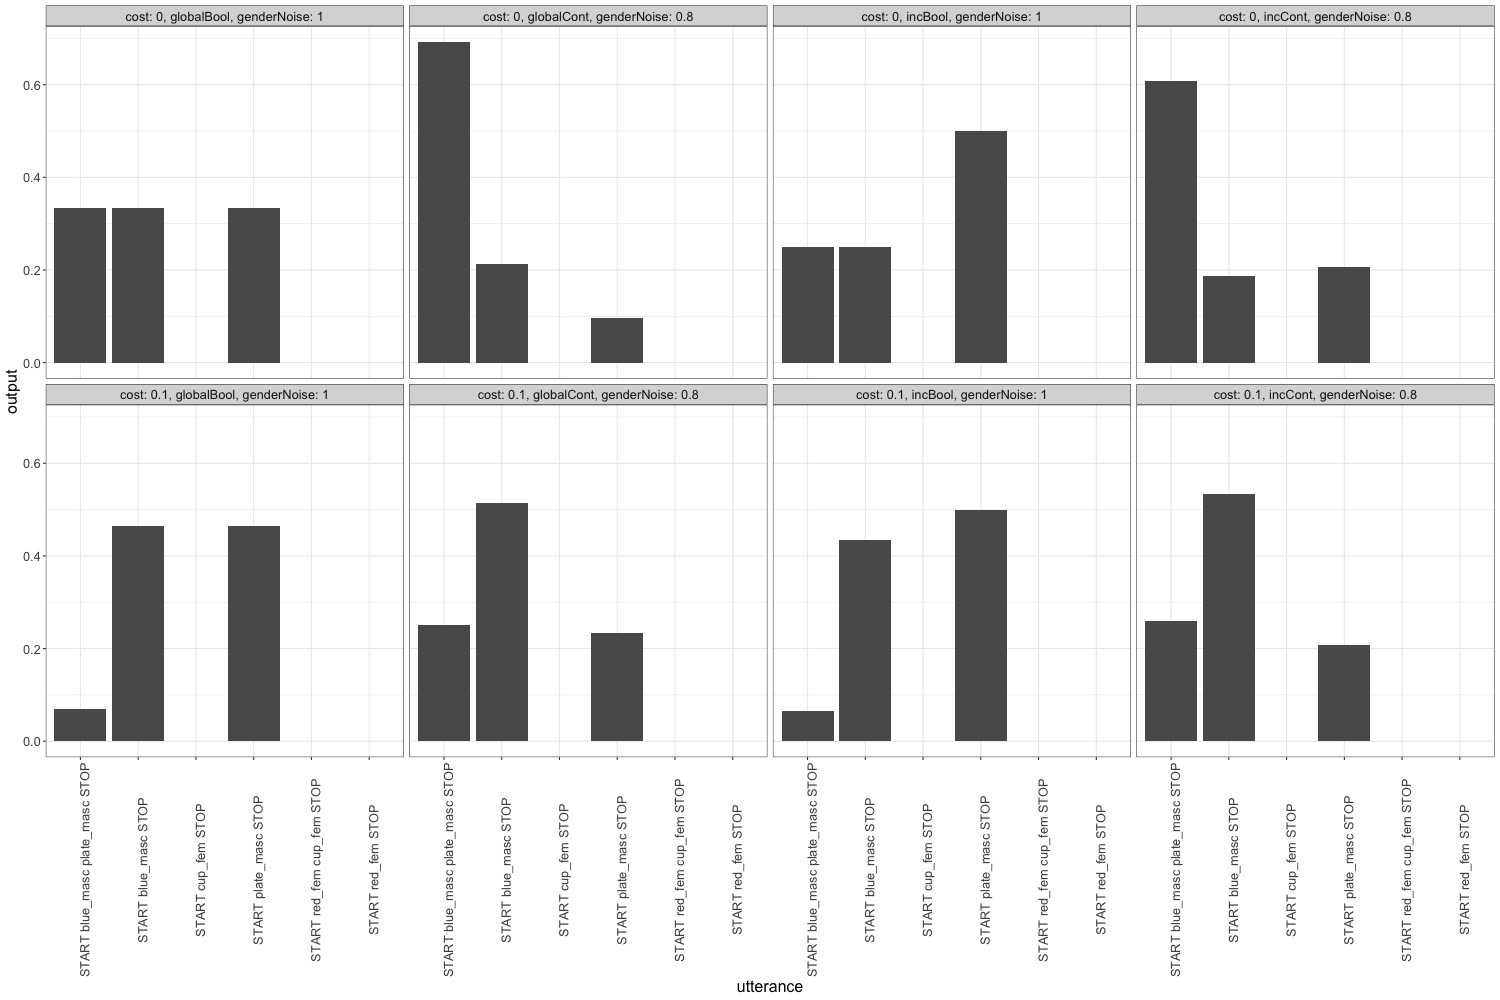 cost: 0, globalBool, genderNoise: 1
cost: 0, globalCont, genderNoise: 0.8
cost: 0, incBool, genderNoise: 1
cost: 0, incCont, genderNoise: 0.8
0.6
0.4
0.2
0.0
output
cost: 0.1, globalBool, genderNoise: 1
cost: 0.1, globalCont, genderNoise: 0.8
cost: 0.1, incBool, genderNoise: 1
cost: 0.1, incCont, genderNoise: 0.8
0.6
0.4
0.2
0.0
START blue_masc plate_masc STOP
START blue_masc STOP
START cup_fem STOP
START plate_masc STOP
START red_fem cup_fem STOP
START red_fem STOP
START blue_masc plate_masc STOP
START blue_masc STOP
START cup_fem STOP
START plate_masc STOP
START red_fem cup_fem STOP
START red_fem STOP
START blue_masc plate_masc STOP
START blue_masc STOP
START cup_fem STOP
START plate_masc STOP
START red_fem cup_fem STOP
START red_fem STOP
START blue_masc plate_masc STOP
START blue_masc STOP
START cup_fem STOP
START plate_masc STOP
START red_fem cup_fem STOP
START red_fem STOP
utterance